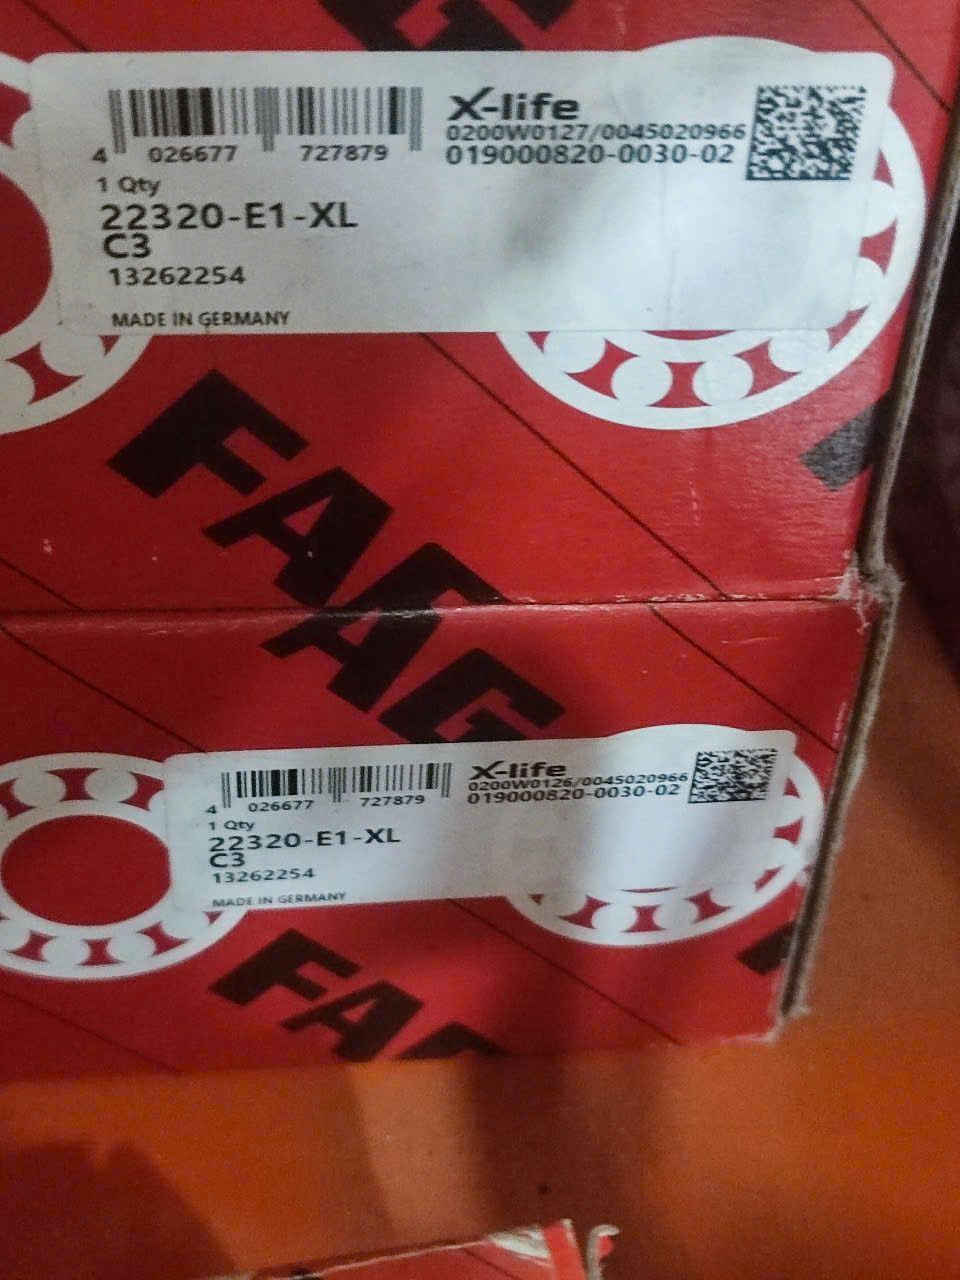 X-life
0200W0127/0045020966
019000820-0030-02
4 026677 727879
1 Qty
22320-E1-XL
C3
13262254
MADE IN GERMANY
FAG
FAG
X-life
0200W0126/0045020966
019000820-0030-02
4 026677 727879
1 Qty
22320-E1-XL
C3
13262254
MADE IN GERMANY
FAG